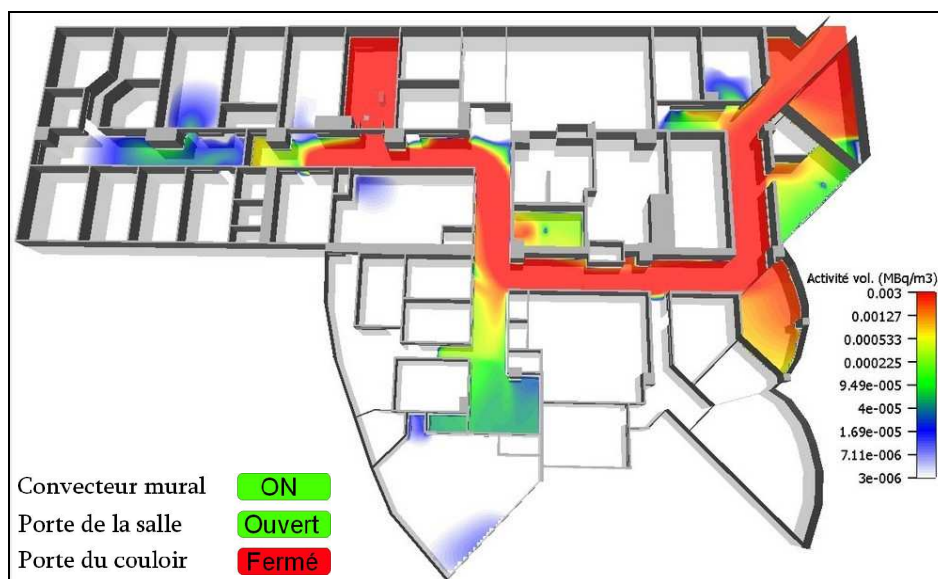 Activité vol. (MBq/m3)
0.003
0.00127
0.000533
0.000225
9.49e-005
4e-005
1.69e-005
7.11e-006
3e-006
Convecteur mural ON
Porte de la salle Ouvert
Porte du couloir Fermé